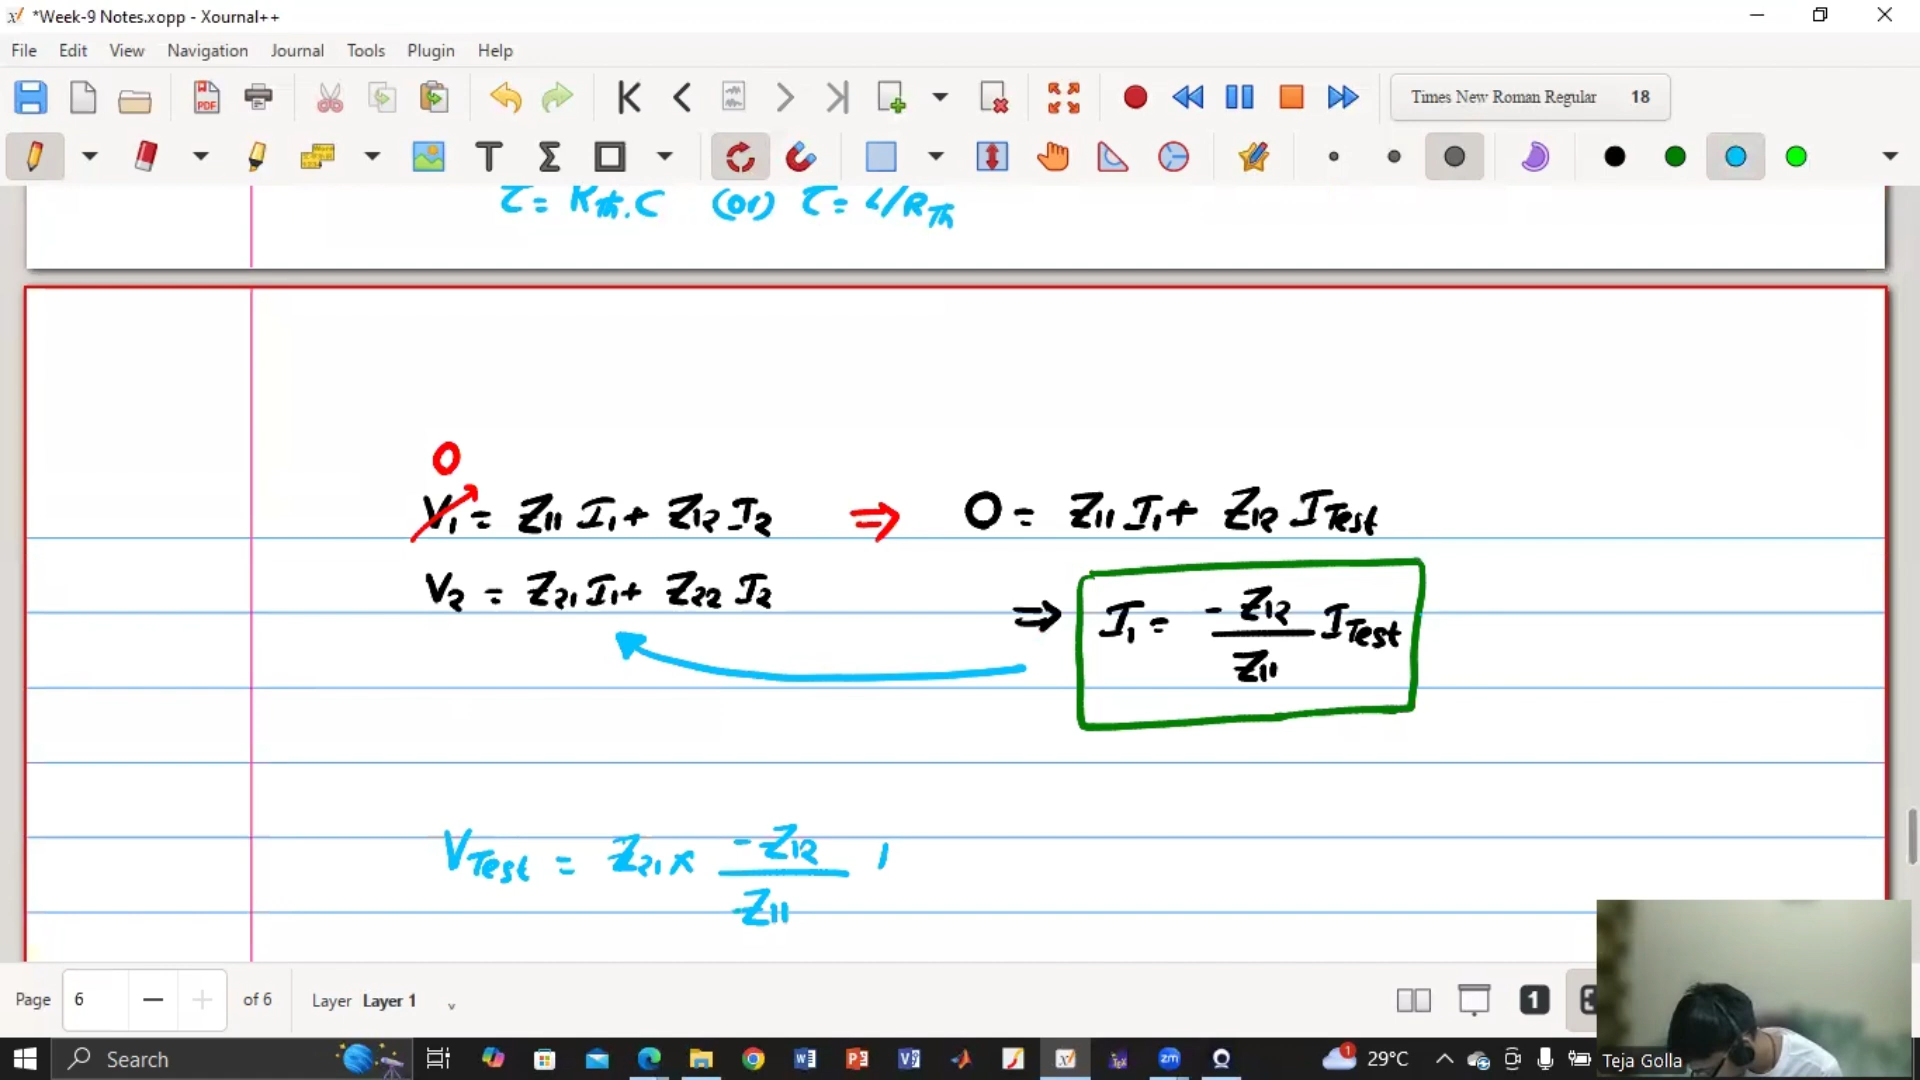 *Week-9 Notes.xopp - Xournal++
File Edit View Navigation Journal Tools Plugin Help
PDF Times New Roman Regular 18
T
τ = R_Th . C (or) τ = L/R_Th
0
V₁ = Z₁₁ I₁ + Z₁₂ I₂ ⇒ 0 = Z₁₁ I₁ + Z₁₂ I_Test
V₂ = Z₂₁ I₁ + Z₂₂ I₂
⇒ I₁ = -Z₁₂ / Z₁₁ I_Test
V_Test = Z₂₁ × -Z₁₂ / Z₁₁
Page 6 of 6 Layer Layer 1
1
Search
29°C
Teja Golla